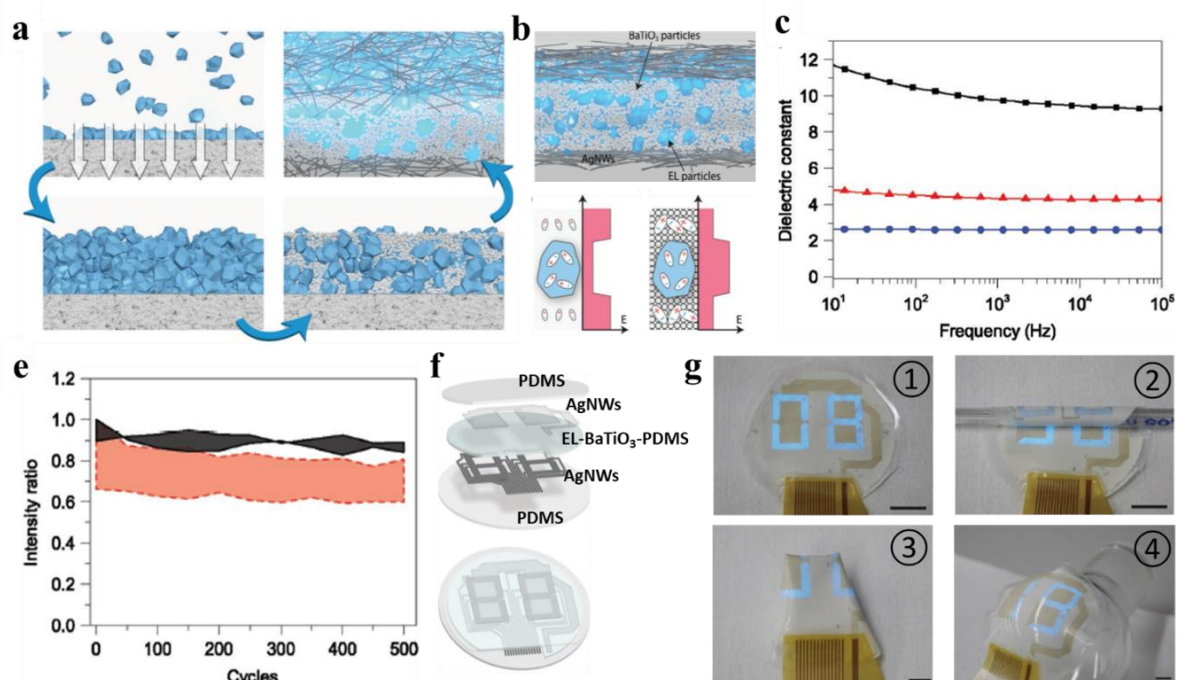 a
b
BaTiO₃ particles
AgNWs
EL particles
E
E
c
Dielectric constant
12
10
8
6
4
2
0
10¹
10²
10³
10⁴
10⁵
Frequency (Hz)
e
Intensity ratio
1.2
1.0
0.8
0.6
0.4
0.2
0.0
0
100
200
300
400
500
Cycles
f
PDMS
AgNWs
EL-BaTiO₃-PDMS
AgNWs
PDMS
g
①
②
③
④